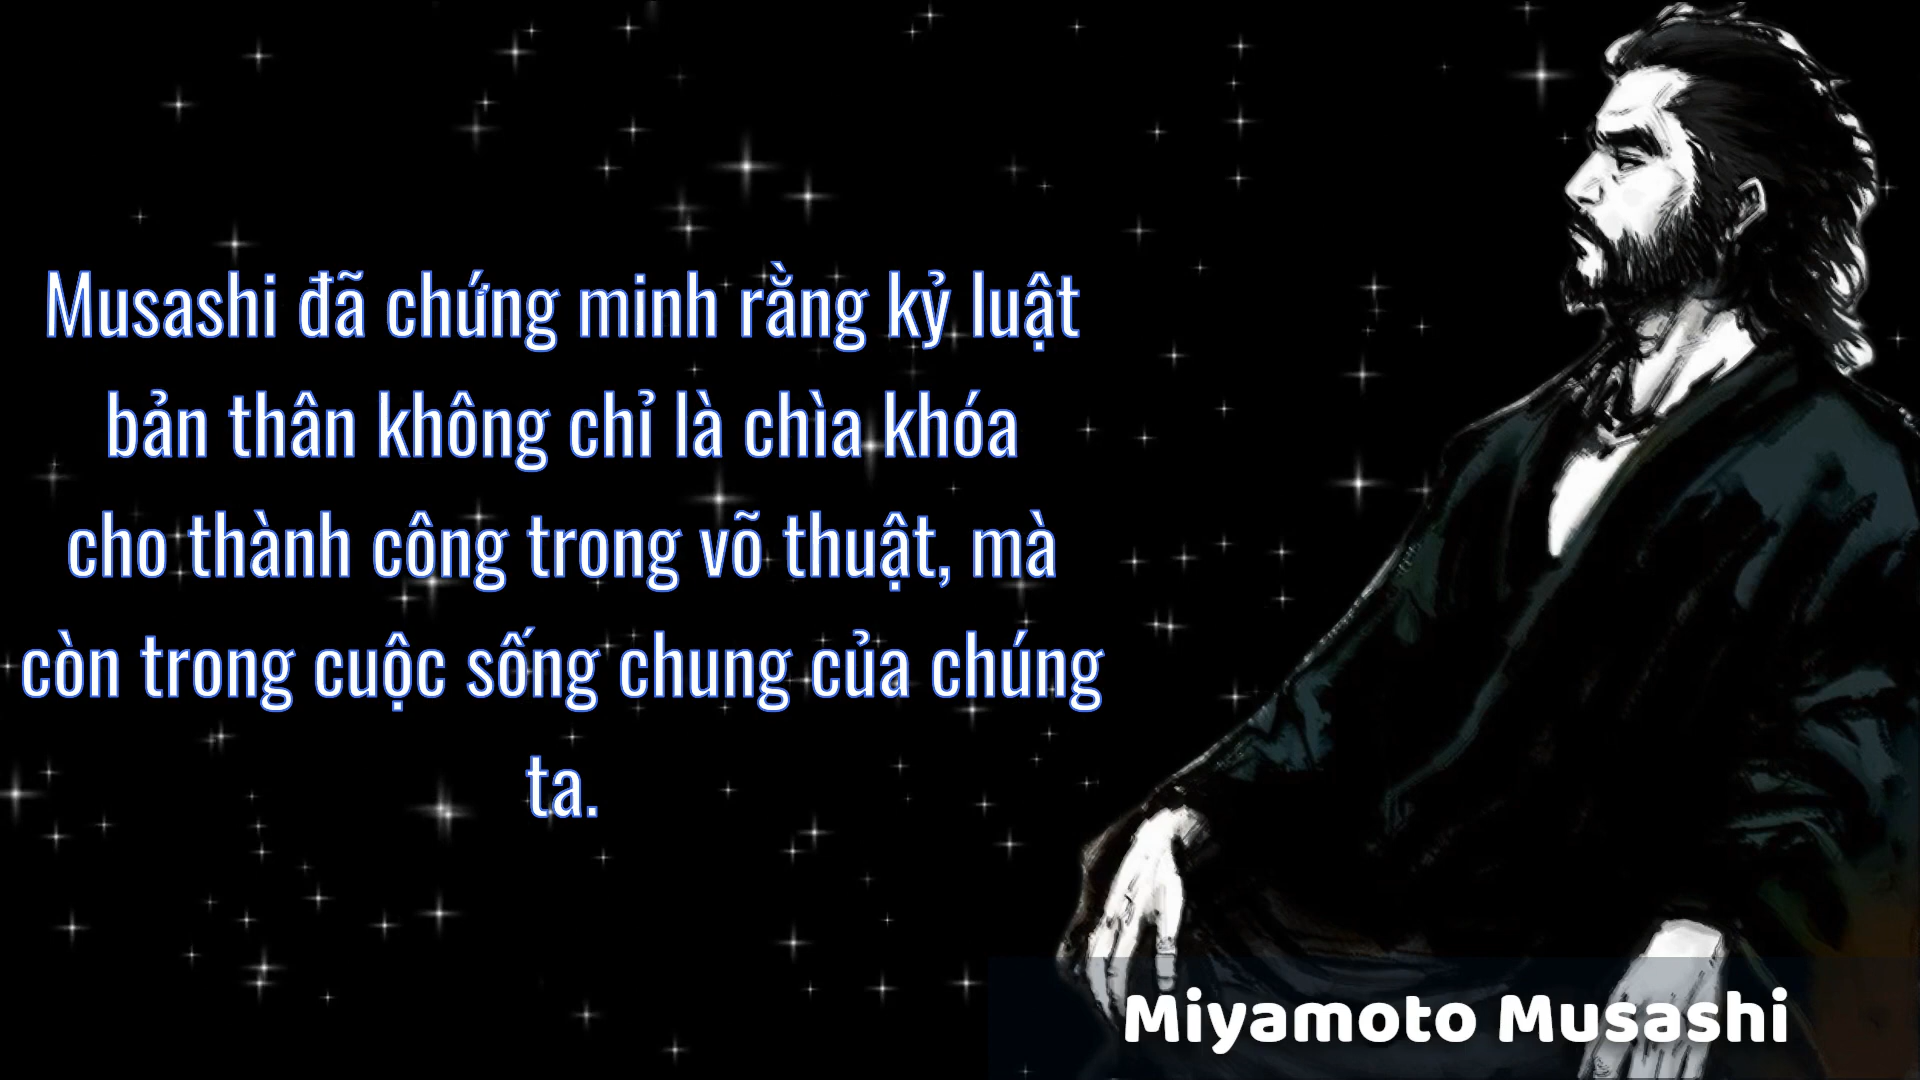 Musashi đã chứng minh rằng kỷ luật
bản thân không chỉ là chìa khóa
cho thành công trong võ thuật, mà
còn trong cuộc sống chung của chúng
ta.
Miyamoto Musashi